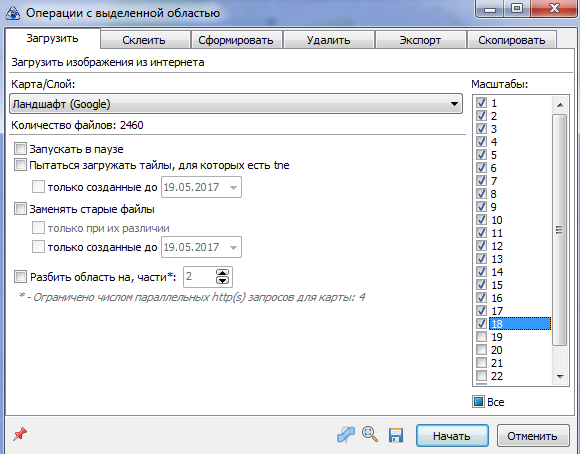 Операции с выделенной областью
Загрузить Склеить Сформировать Удалить Экспорт Скопировать
Загрузить изображения из интернета
Карта/Слой:
Ландшафт (Google)
Количество файлов: 2460
Запускать в паузе
Пытаться загружать тайлы, для которых есть tne
только созданные до 19.05.2017
Заменять старые файлы
только при их различии
только созданные до 19.05.2017
Разбить область на, части*: 2
* - Ограничено числом параллельных http(s) запросов для карты: 4
Масштабы:
1
2
3
4
5
6
7
8
9
10
11
12
13
14
15
16
17
18
19
20
21
22
Все
Начать Отменить